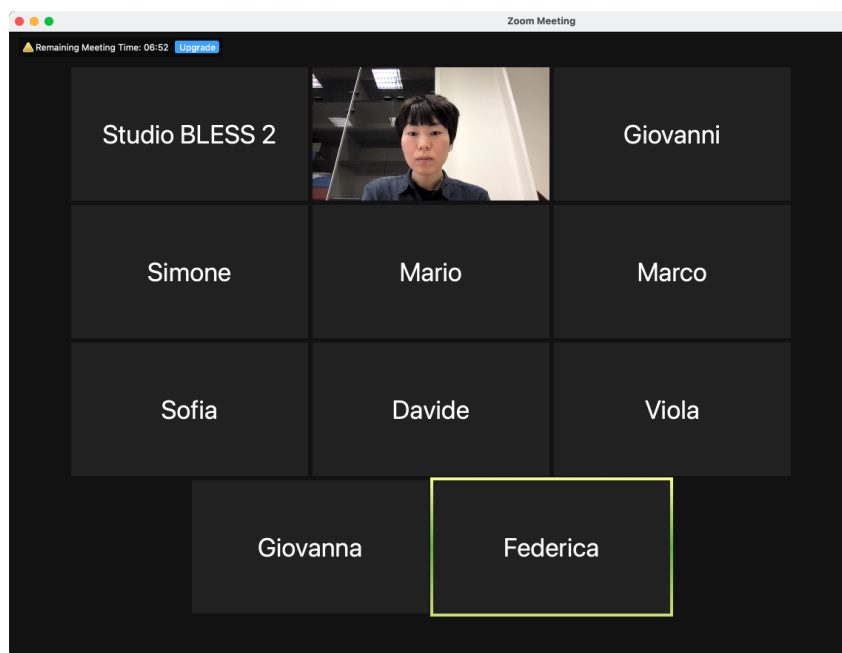 Zoom Meeting
Remaining Meeting Time: 06:52 Upgrade
Studio BLESS 2
Giovanni
Simone
Mario
Marco
Sofia
Davide
Viola
Giovanna
Federica